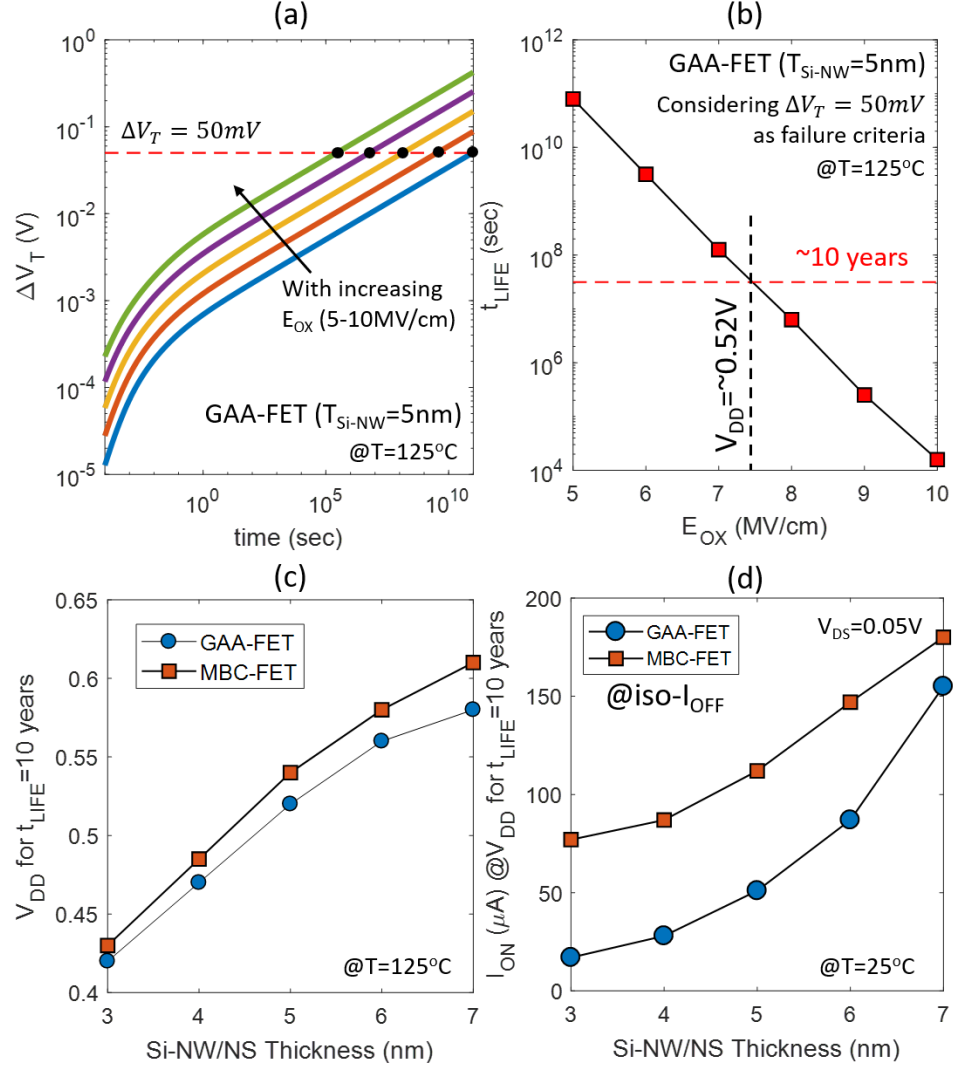 (a)
10^0
10^-1
10^-2
10^-3
10^-4
10^-5
ΔV_T (V)
ΔV_T = 50mV
With increasing
E_OX (5-10MV/cm)
GAA-FET (T_Si-NW=5nm)
@T=125°C
10^0
10^5
10^10
time (sec)
(b)
10^12
10^10
10^8
10^6
10^4
t_LIFE (sec)
GAA-FET (T_Si-NW=5nm)
Considering ΔV_T = 50mV
as failure criteria
@T=125°C
~10 years
V_DD=~0.52V
5 6 7 8 9 10
E_OX (MV/cm)
(c)
0.65
0.6
0.55
0.5
0.45
0.4
V_DD for t_LIFE=10 years
GAA-FET
MBC-FET
@T=125°C
3 4 5 6 7
Si-NW/NS Thickness (nm)
(d)
200
150
100
50
0
I_ON (μA) @V_DD for t_LIFE=10 years
GAA-FET
MBC-FET
V_DS=0.05V
@iso-I_OFF
@T=25°C
3 4 5 6 7
Si-NW/NS Thickness (nm)